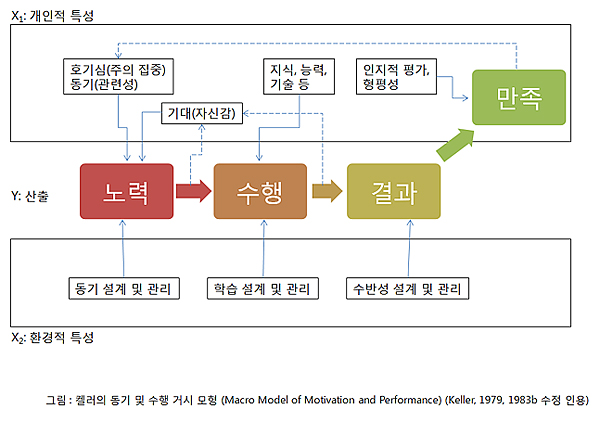 X₁: 개인적 특성
호기심(주의 집중)
동기(관련성)
지식, 능력,
기술 등
인지적 평가,
형평성
만족
기대(자신감)
Y: 산출
노력
수행
결과
동기 설계 및 관리
학습 설계 및 관리
수반성 설계 및 관리
X₂: 환경적 특성
그림 : 켈러의 동기 및 수행 거시 모형 (Macro Model of Motivation and Performance) (Keller, 1979, 1983b 수정 인용)